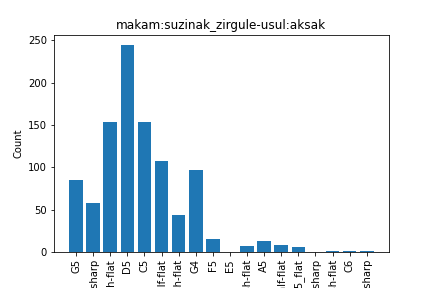 makam:suzinak_zirgule-usul:aksak
250
200
150
100
50
0
Count
G5
sharp
h-flat
D5
C5
lf-flat
h-flat
G4
F5
E5
h-flat
A5
lf-flat
5_flat
sharp
h-flat
C6
sharp